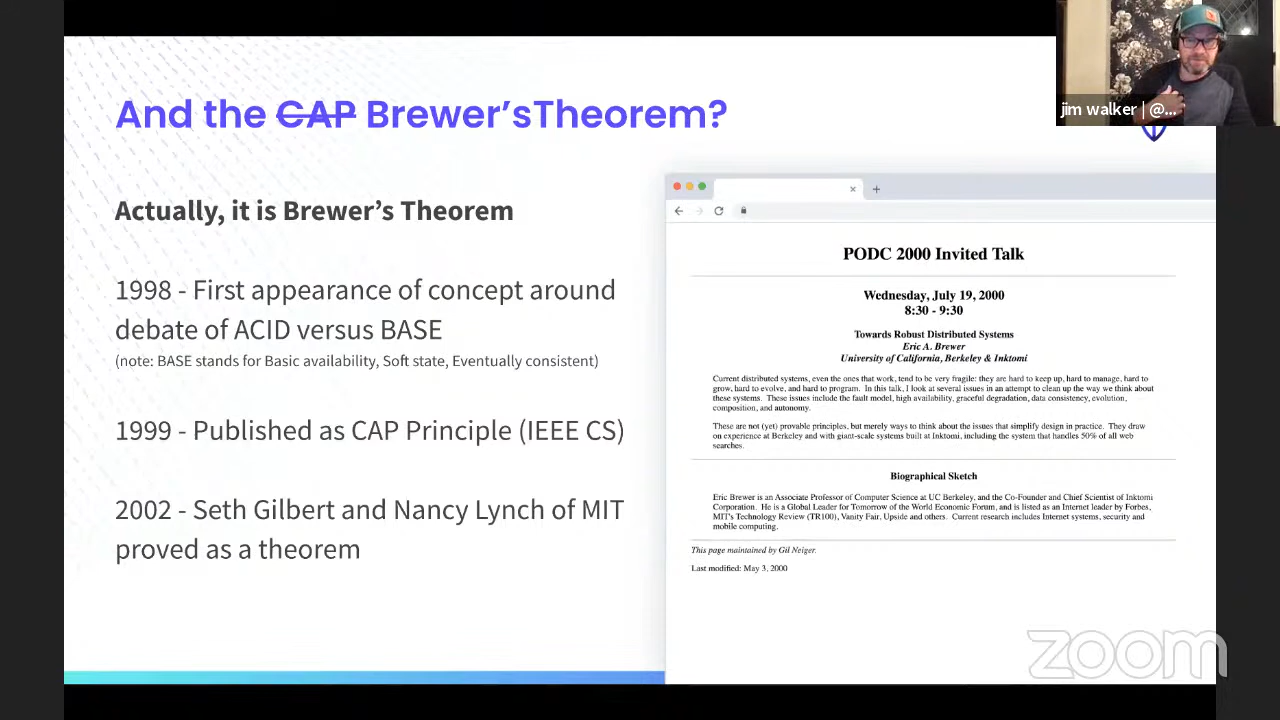 And the CAP Brewer'sTheorem?
jim walker | @...
Actually, it is Brewer's Theorem
1998 - First appearance of concept around
debate of ACID versus BASE
(note: BASE stands for Basic availability, Soft state, Eventually consistent)
1999 - Published as CAP Principle (IEEE CS)
2002 - Seth Gilbert and Nancy Lynch of MIT
proved as a theorem
PODC 2000 Invited Talk
Wednesday, July 19, 2000
8:30 - 9:30
Towards Robust Distributed Systems
Eric A. Brewer
University of California, Berkeley & Inktomi
Current distributed systems, even the ones that work, tend to be very fragile: they are hard to keep up, hard to manage, hard to
grow, hard to evolve, and hard to program. In this talk, I look at several issues in an attempt to clean up the way we think about
these systems. These issues include the fault model, high availability, graceful degradation, data consistency, evolution,
composition, and autonomy.
These are not (yet) provable principles, but merely ways to think about the issues that simplify design in practice. They draw
on experience at Berkeley and with giant-scale systems built at Inktomi, including the system that handles 50% of all web
searches.
Biographical Sketch
Eric Brewer is an Associate Professor of Computer Science at UC Berkeley, and the Co-Founder and Chief Scientist of Inktomi
Corporation. He is a Global Leader for Tomorrow of the World Economic Forum, and is listed as an Internet leader by Forbes,
MIT's Technology Review (TR100), Vanity Fair, Upside and others. Current research includes Internet systems, security and
mobile computing.
This page maintained by Gil Neiger.
Last modified: May 3, 2000
zoom